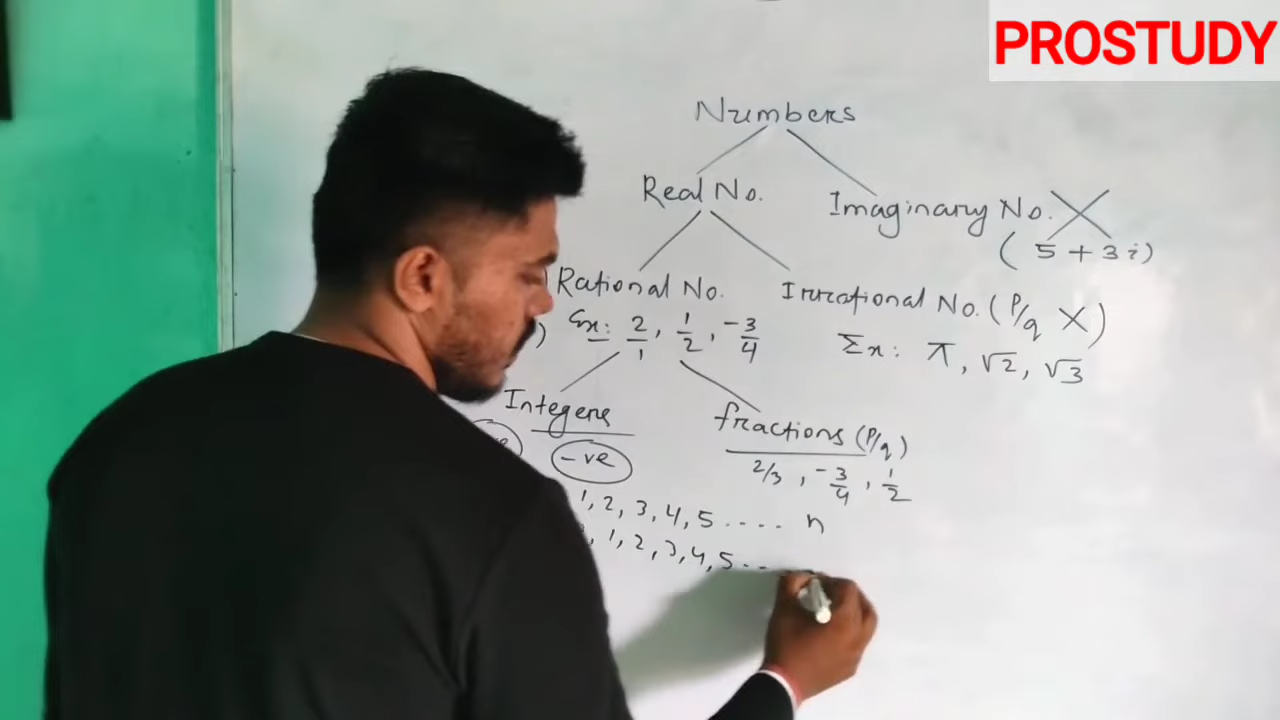 PROSTUDY
Numbers
Real No.
Imaginary No.
(5+3i)
Rational No.
Irrational No. (P/q X)
Ex: 2/1, 1/2, -3/4
Ex: π, √2, √3
Integers
fractions (P/q)
-ve
2/3, -3/4, 1/2
1, 2, 3, 4, 5 .... n
, 1, 2, 3, 4, 5 ..